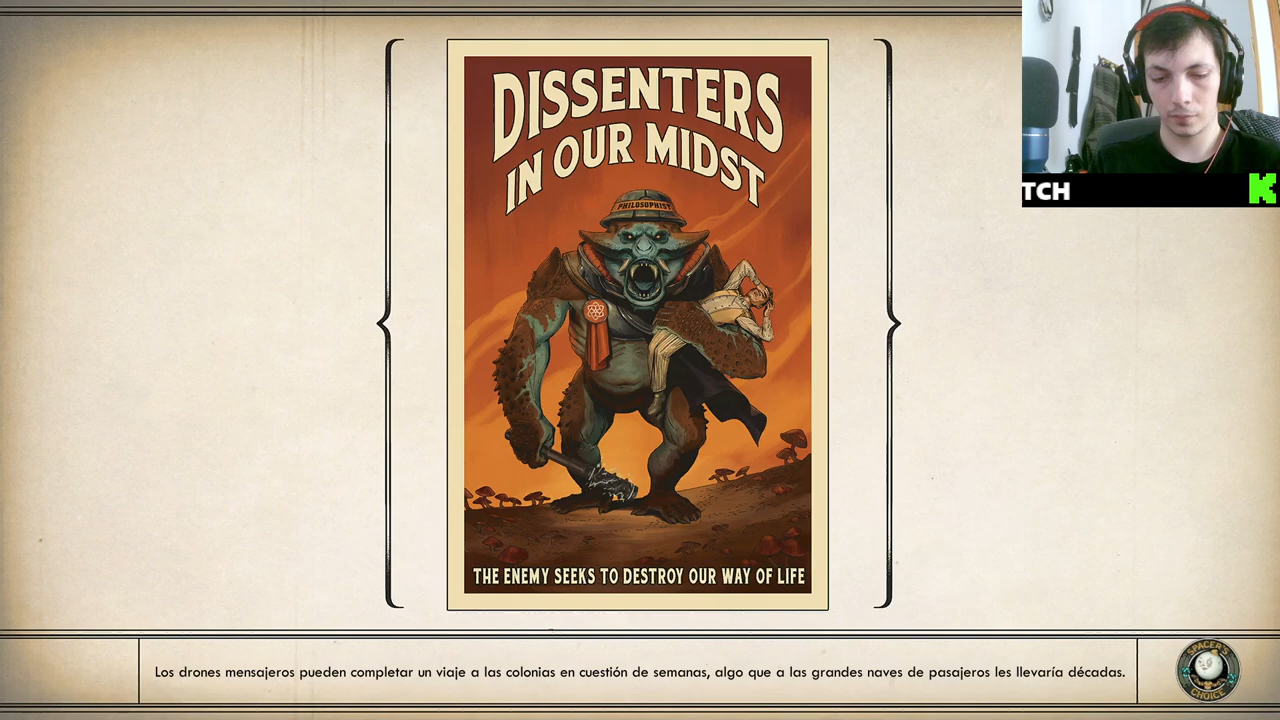 DISSENTERS
IN OUR MIDST
PHILOSOPHIST
THE ENEMY SEEKS TO DESTROY OUR WAY OF LIFE
TCH
Los drones mensajeros pueden completar un viaje a las colonias en cuestión de semanas, algo que a las grandes naves de pasajeros les llevaría décadas.
SPACER'S
CHOICE